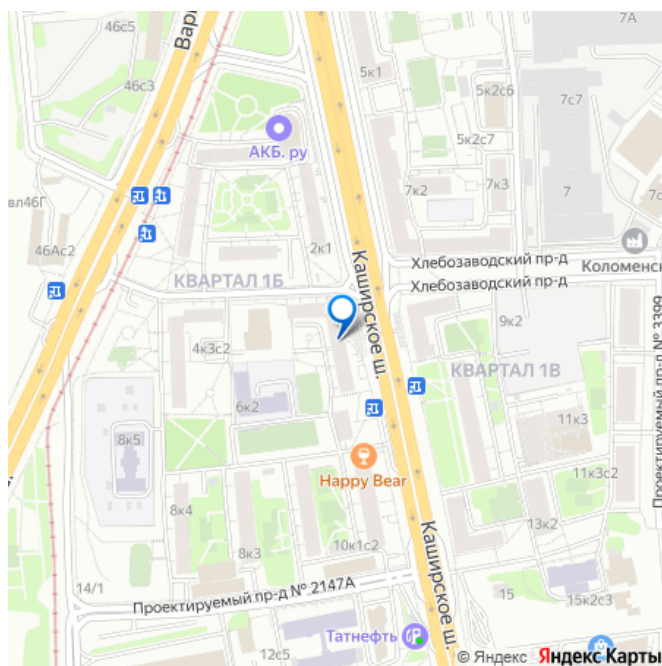 46с5
7А
Вар
46с3
5к1
5к2с6
7с7
АКБ. ру
5к2с7
7к2
7к3
7
7с
вл46Г
46Ас2
2к1
Хлебозаводский пр-д
Коломенск
КВАРТАЛ 1Б
Хлебозаводский пр-д
Каширское ш.
Проектируемый пр-д № 3399
4к3с2
9к2
КВАРТАЛ 1В
6к2
11к3
8к5
Happy Bear
11к3с2
8к4
8к3
10к1с2
13к2
Каширское ш.
14/1
Проектируемый пр-д № 2147А
15
15к2с3
Татнефть
12с5
© Яндекс Яндекс Карты